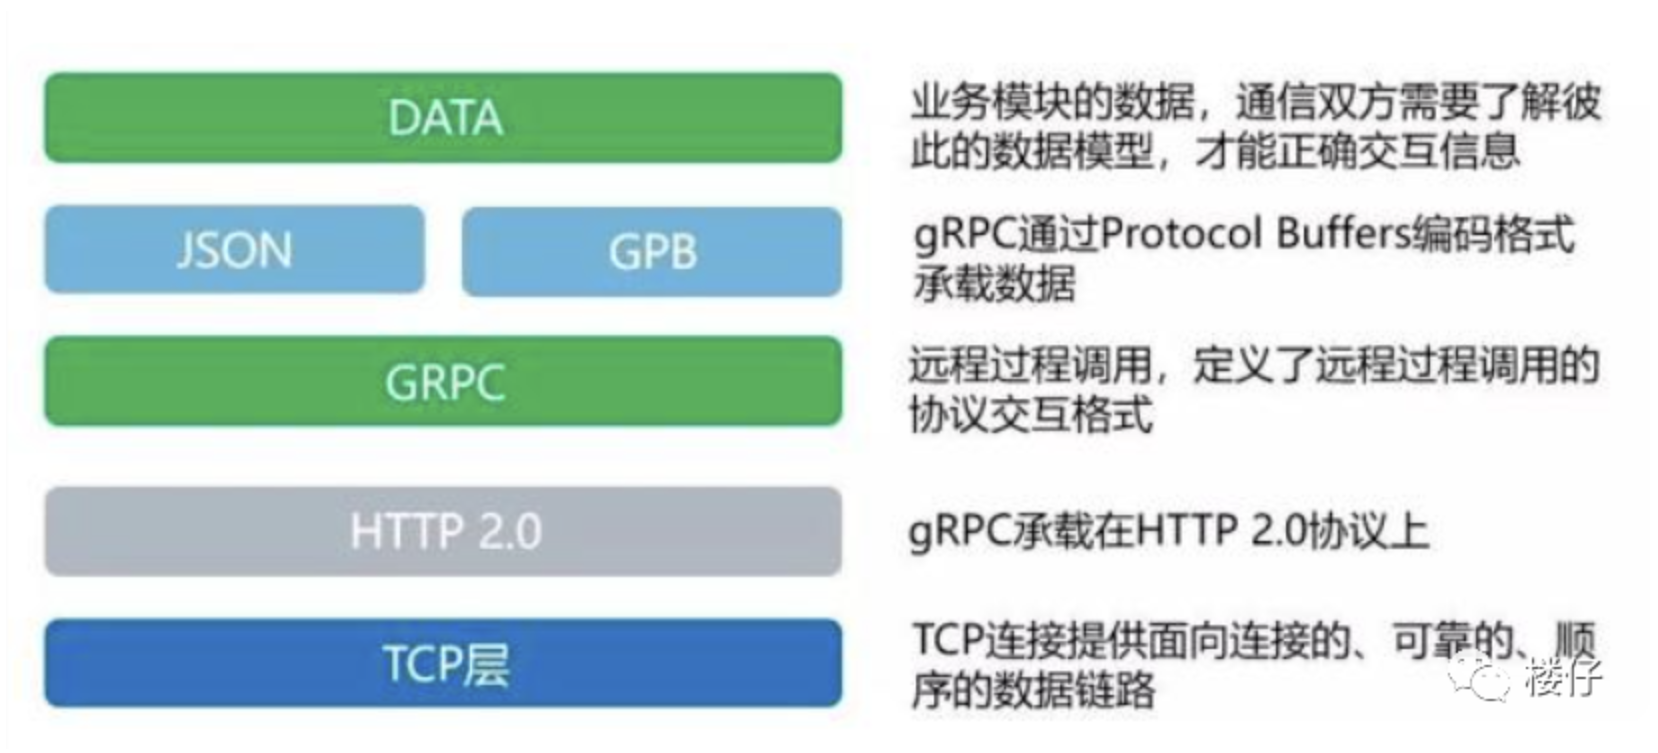 DATA
业务模块的数据，通信双方需要了解彼
此的数据模型，才能正确交互信息
JSON
GPB
gRPC通过Protocol Buffers编码格式
承载数据
GRPC
远程过程调用，定义了远程过程调用的
协议交互格式
HTTP 2.0
gRPC承载在HTTP 2.0协议上
TCP层
TCP连接提供面向连接的、可靠的、顺
序的数据链路
楼仔